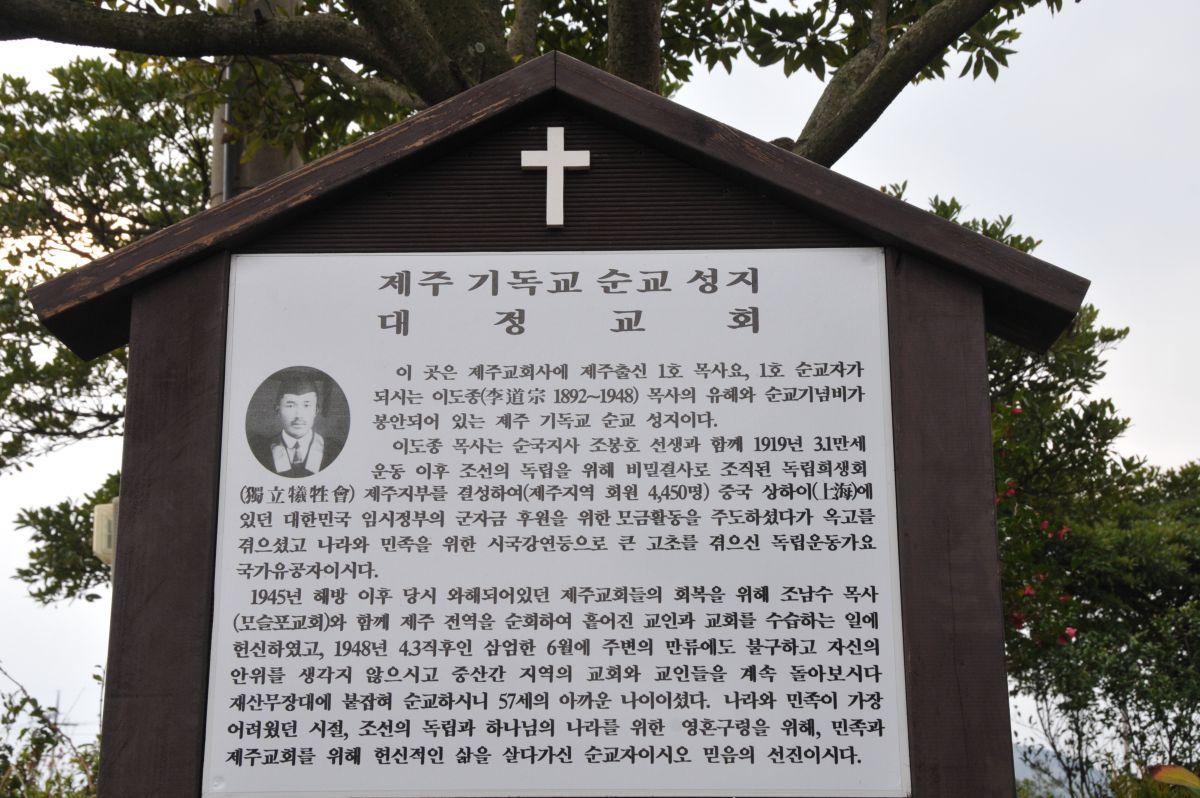 제주 기독교 순교 성지
대 정 교 회
이 곳은 제주교회사에 제주출신 1호 목사요, 1호 순교자가
되시는 이도종(李道宗 1892~1948) 목사의 유해와 순교기념비가
봉안되어 있는 제주 기독교 순교 성지이다.
이도종 목사는 순국지사 조봉호 선생과 함께 1919년 3.1만세
운동 이후 조선의 독립을 위해 비밀결사로 조직된 독립희생회
(獨立犧牲會) 제주지부를 결성하여(제주지역 회원 4,450명) 중국 상하이(上海)에
있던 대한민국 임시정부의 군자금 후원을 위한 모금활동을 주도하셨다가 옥고를
겪으셨고 나라와 민족을 위한 시국강연등으로 큰 고초를 겪으신 독립운동가요
국가유공자이시다.
1945년 해방 이후 당시 와해되어있던 제주교회들의 회복을 위해 조남수 목사
(모슬포교회)와 함께 제주 전역을 순회하여 흩어진 교인과 교회를 수습하는 일에
헌신하였고, 1948년 4.3직후인 삼엄한 6월에 주변의 만류에도 불구하고 자신의
안위를 생각지 않으시고 중산간 지역의 교회와 교인들을 계속 돌아보시다
재산무장대에 붙잡혀 순교하시니 57세의 아까운 나이이셨다. 나라와 민족이 가장
어려웠던 시절, 조선의 독립과 하나님의 나라를 위한 영혼구령을 위해, 민족과
제주교회를 위해 헌신적인 삶을 살다가신 순교자이시오 믿음의 선진이시다.